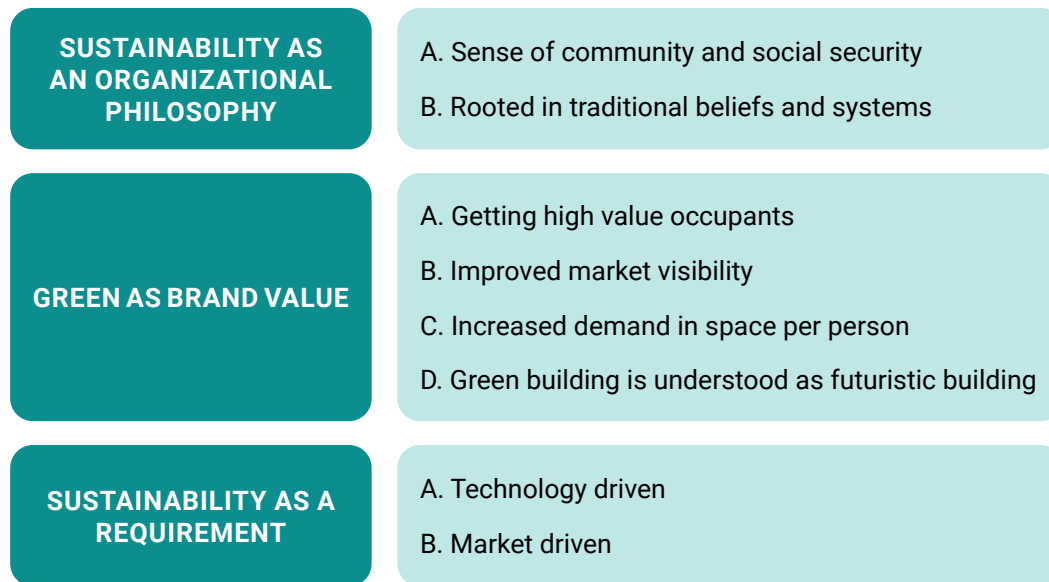 SUSTAINABILITY AS
AN ORGANIZATIONAL
PHILOSOPHY
A. Sense of community and social security
B. Rooted in traditional beliefs and systems
GREEN AS BRAND VALUE
A. Getting high value occupants
B. Improved market visibility
C. Increased demand in space per person
D. Green building is understood as futuristic building
SUSTAINABILITY AS A
REQUIREMENT
A. Technology driven
B. Market driven